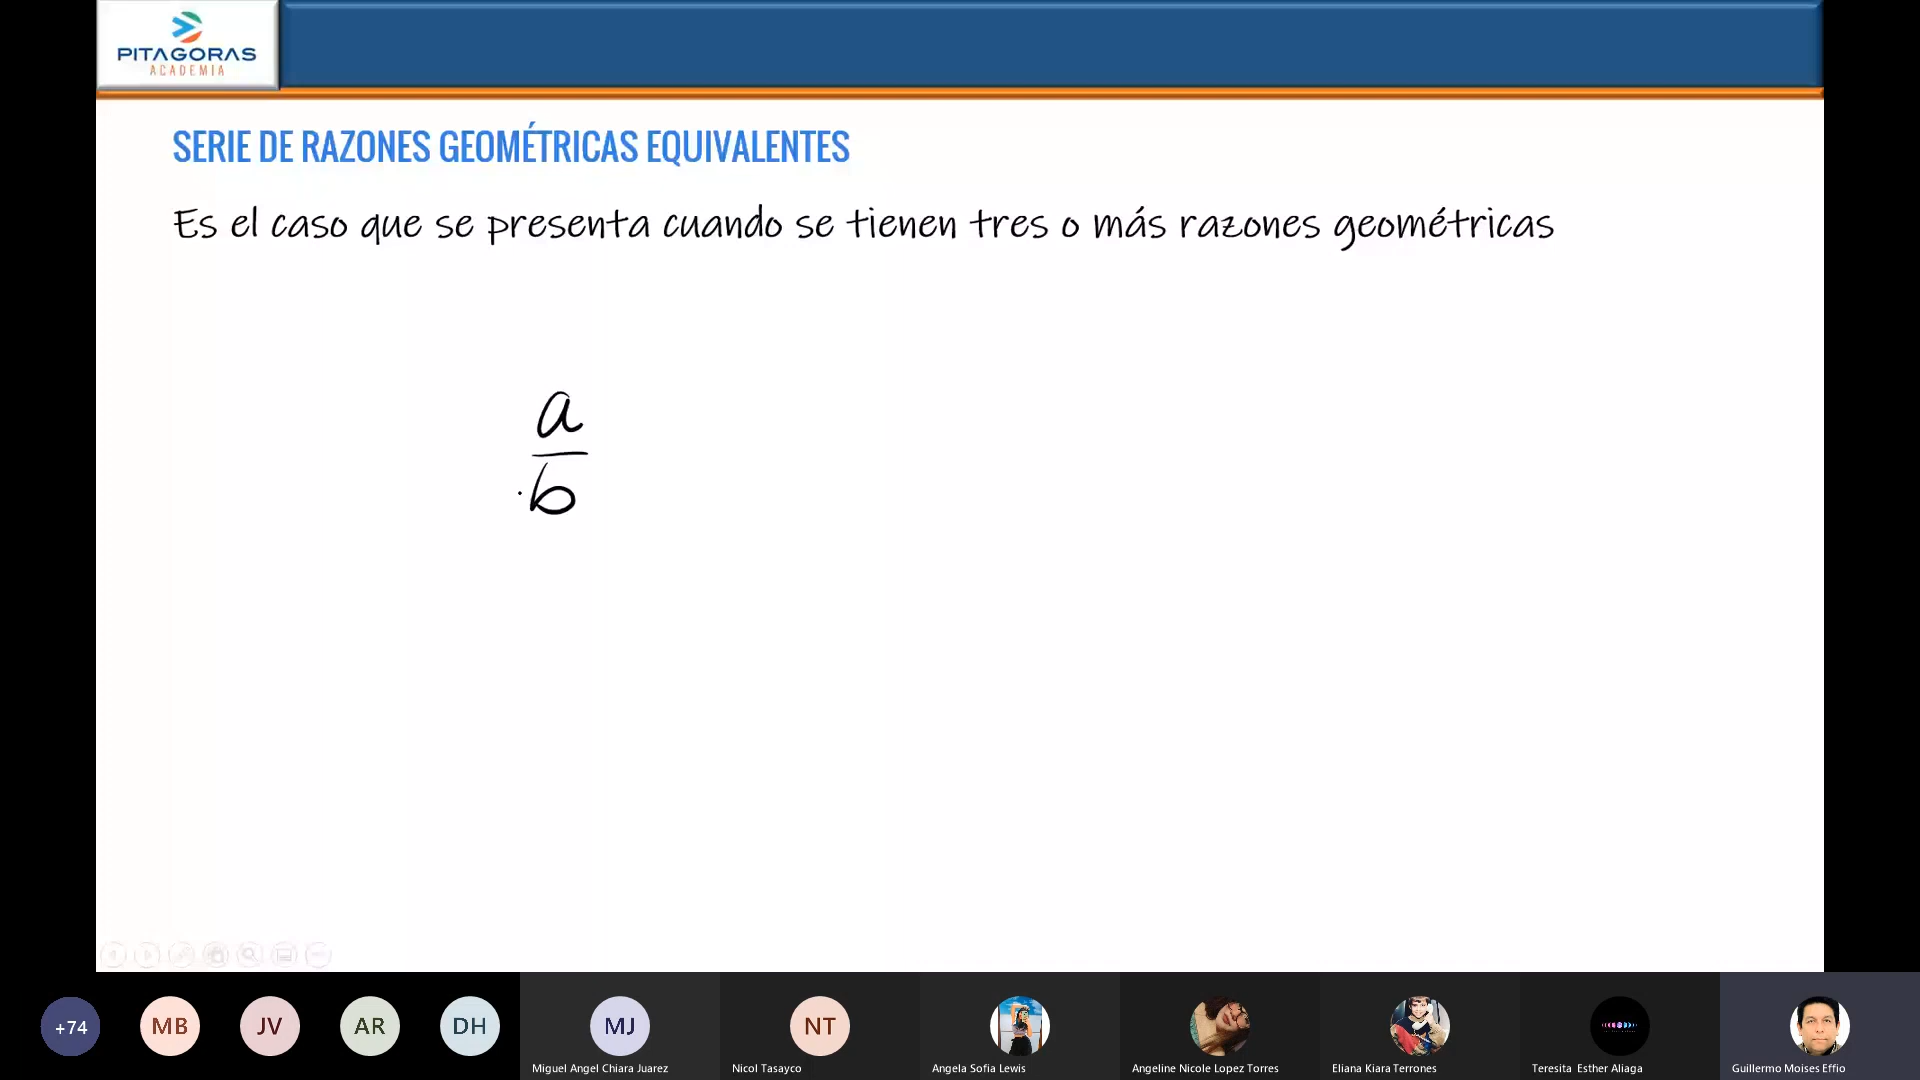 PITAGORAS
ACADEMIA
SERIE DE RAZONES GEOMÉTRICAS EQUIVALENTES
Es el caso que se presenta cuando se tienen tres o más razones geométricas
a
b
+74
MB
JV
AR
DH
MJ
NT
Miguel Angel Chiara Juarez
Nicol Tasayco
Angela Sofia Lewis
Angeline Nicole Lopez Torres
Eliana Kiara Terrones
Teresita Esther Aliaga
Guillermo Moises Effio